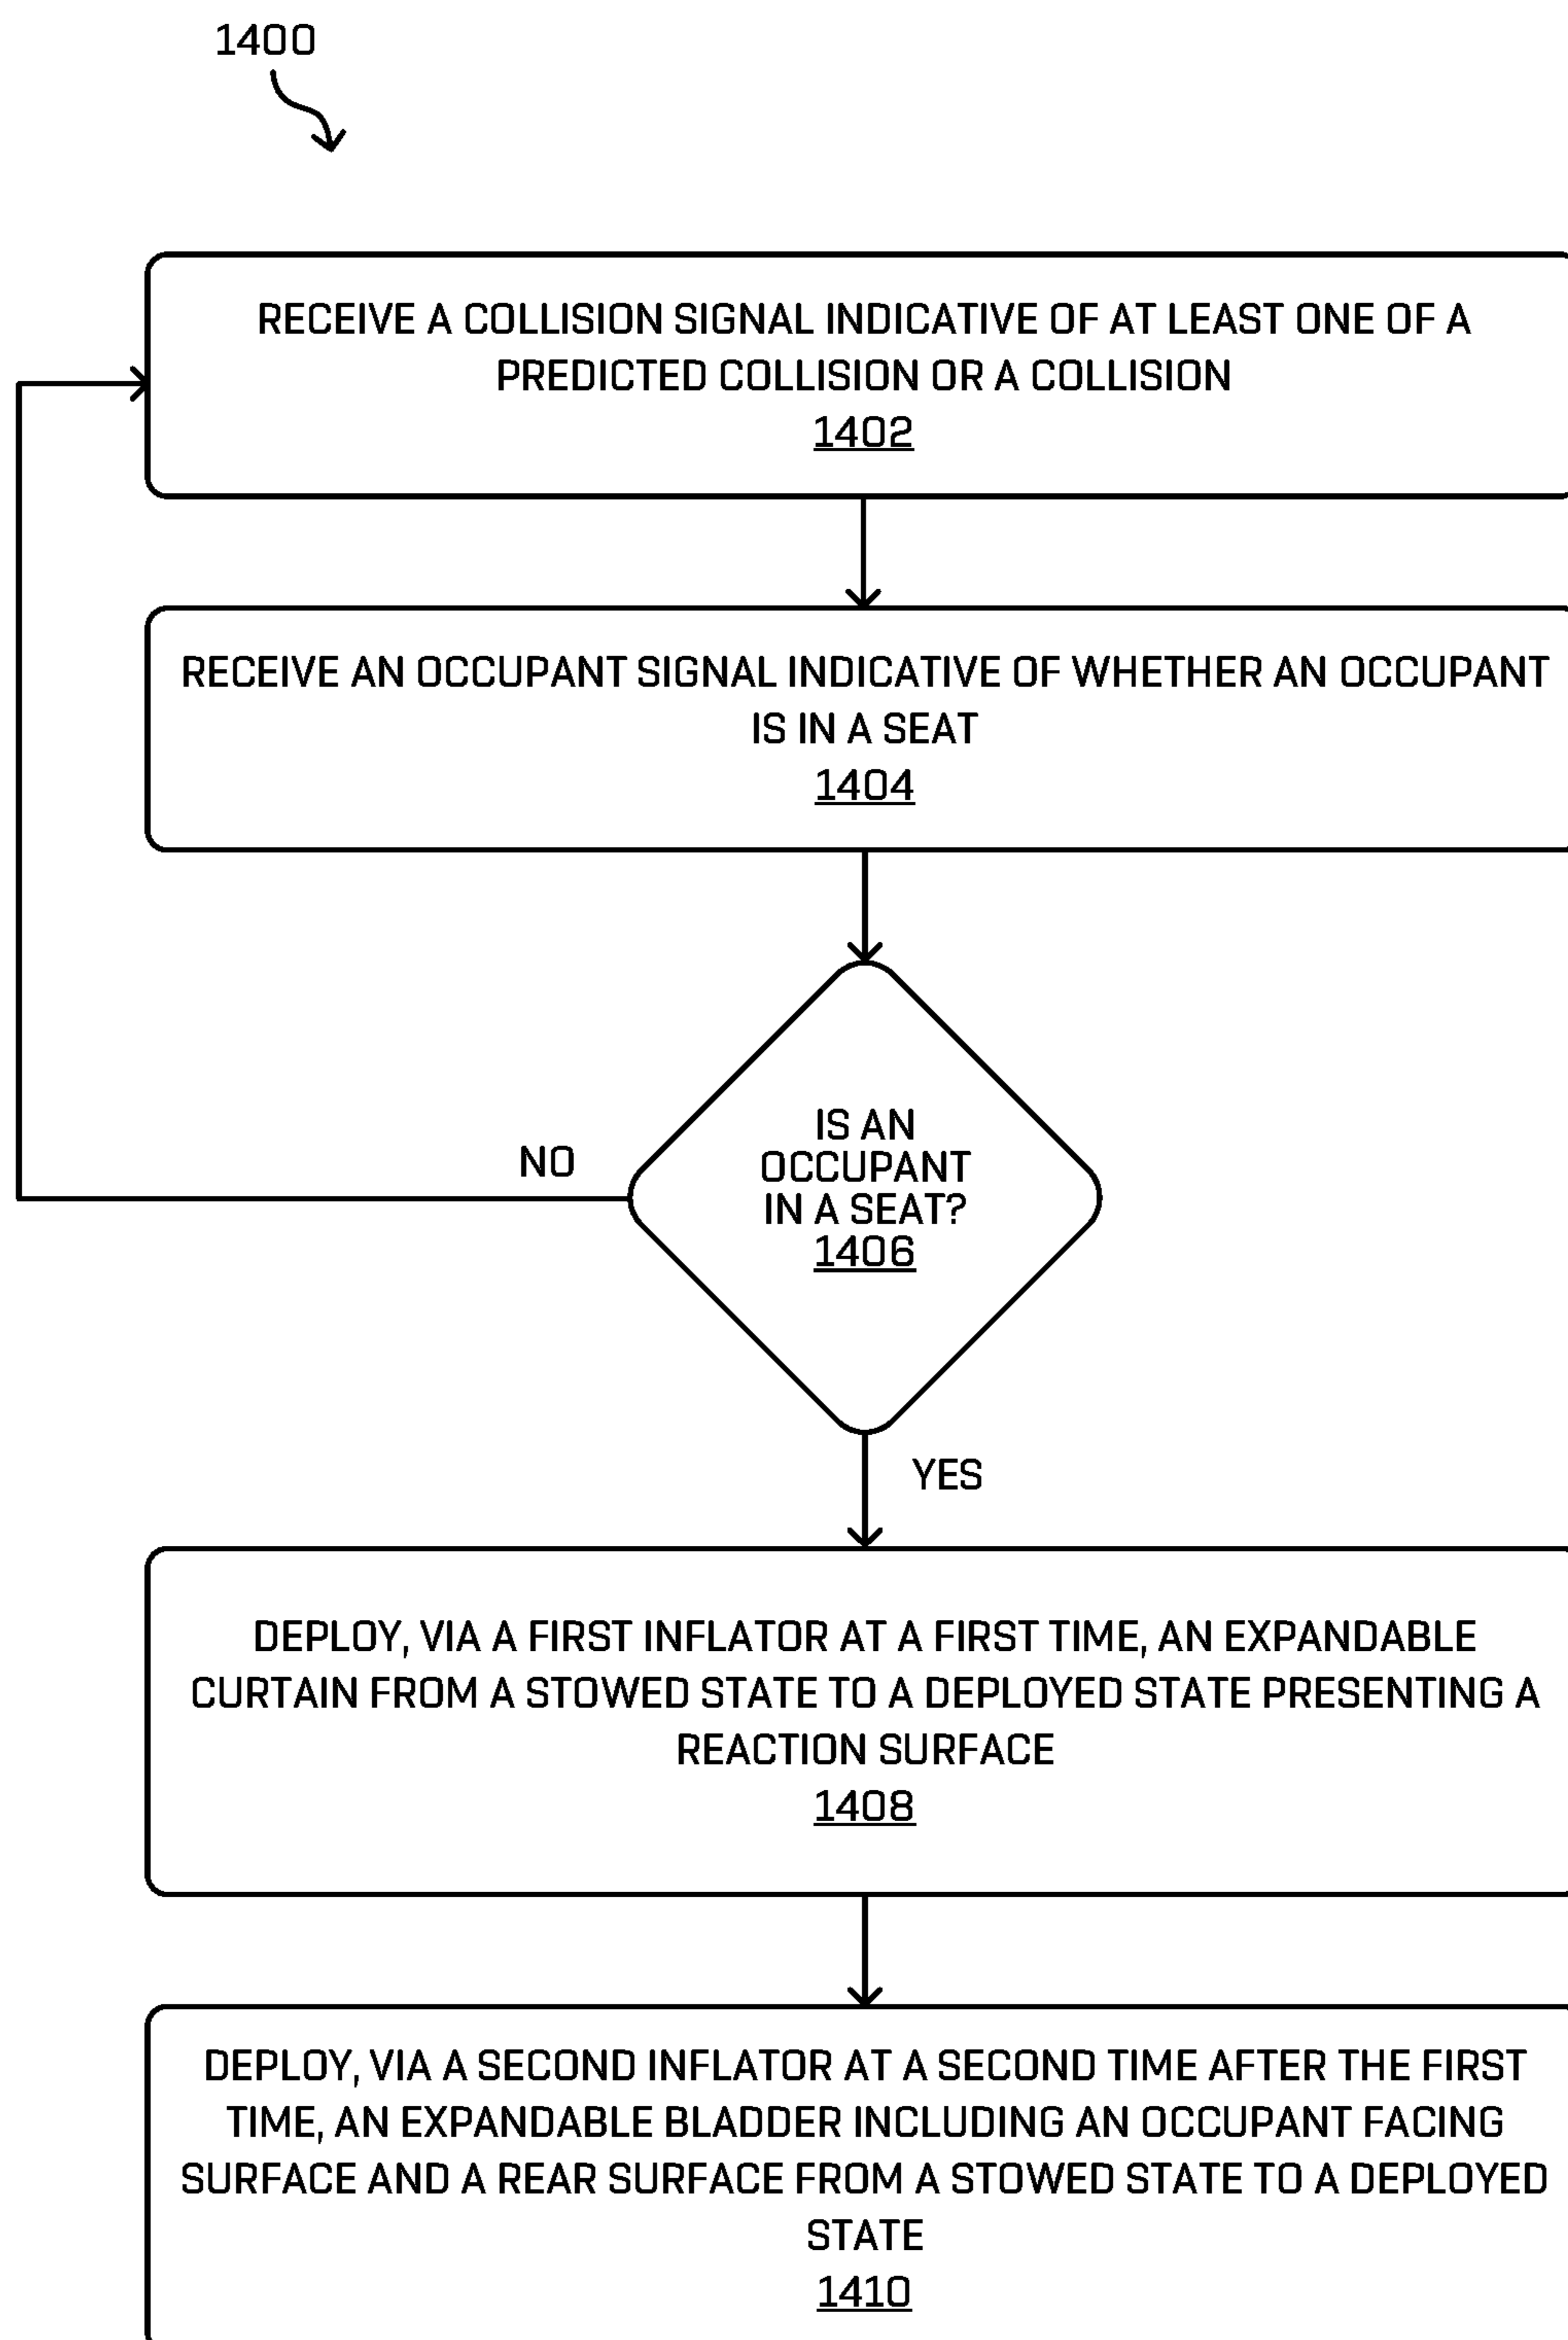 1400
RECEIVE A COLLISION SIGNAL INDICATIVE OF AT LEAST ONE OF A
PREDICTED COLLISION OR A COLLISION
1402
RECEIVE AN OCCUPANT SIGNAL INDICATIVE OF WHETHER AN OCCUPANT
IS IN A SEAT
1404
IS AN
OCCUPANT
IN A SEAT?
1406
NO
YES
DEPLOY, VIA A FIRST INFLATOR AT A FIRST TIME, AN EXPANDABLE
CURTAIN FROM A STOWED STATE TO A DEPLOYED STATE PRESENTING A
REACTION SURFACE
1408
DEPLOY, VIA A SECOND INFLATOR AT A SECOND TIME AFTER THE FIRST
TIME, AN EXPANDABLE BLADDER INCLUDING AN OCCUPANT FACING
SURFACE AND A REAR SURFACE FROM A STOWED STATE TO A DEPLOYED
STATE
1410